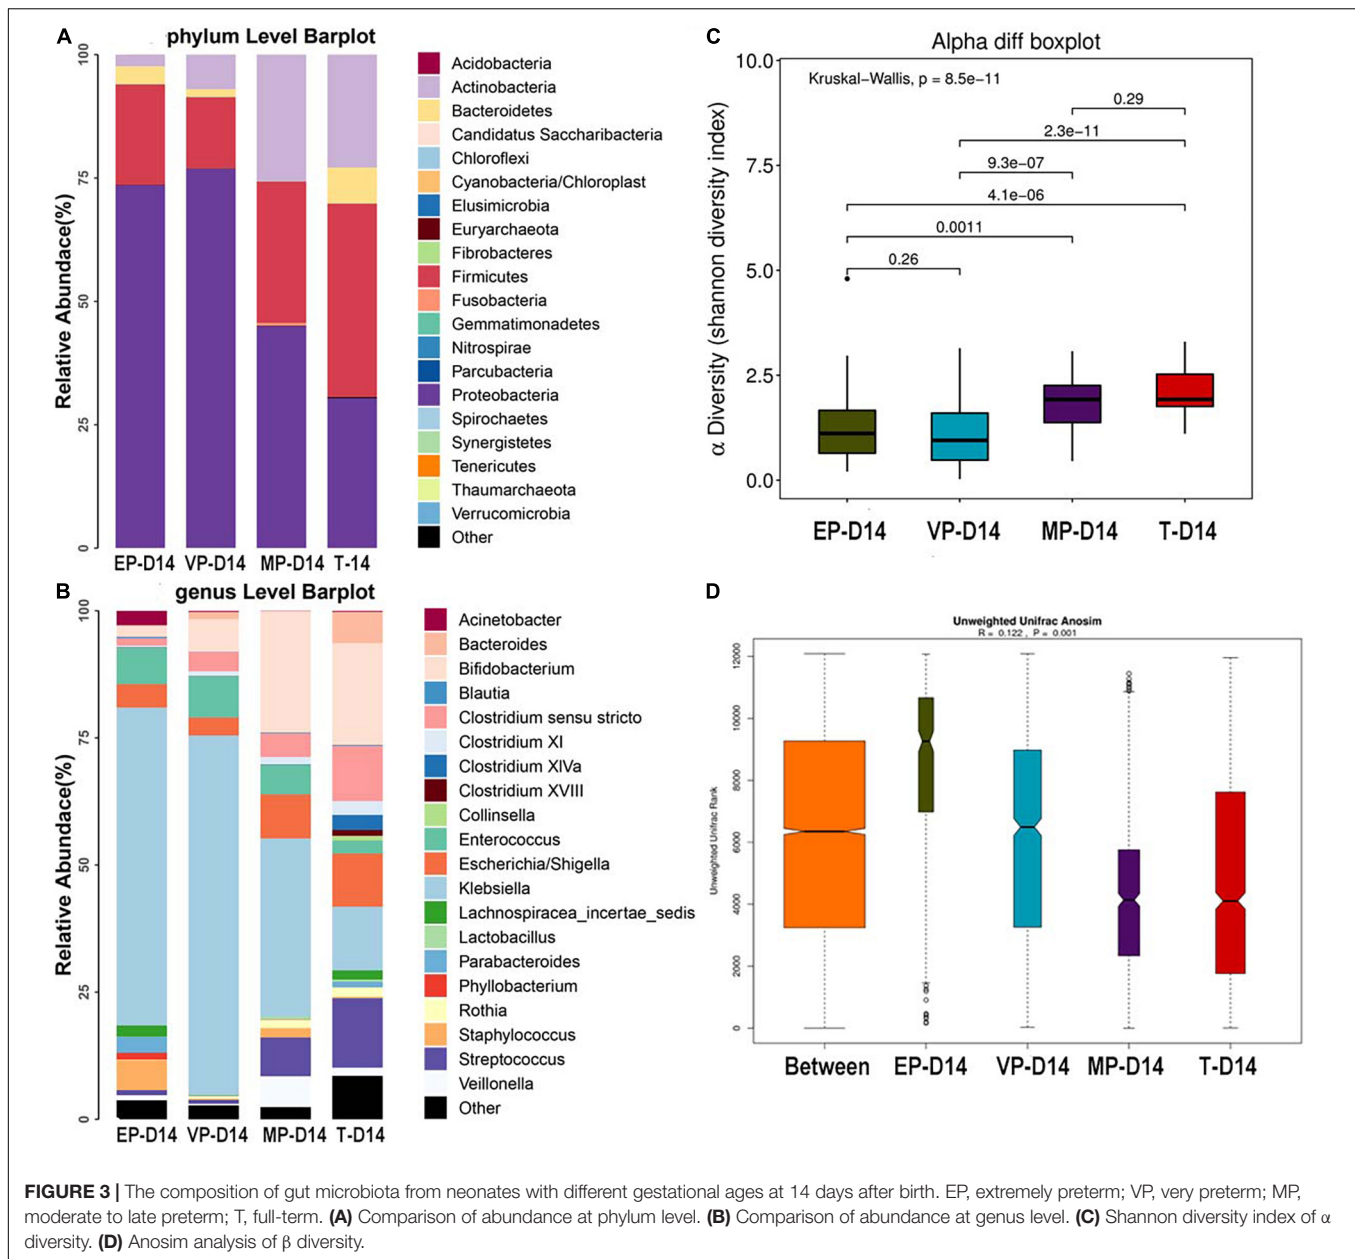 A
phylum Level Barplot
Relative Abundace(%)
100
75
50
25
0
EP-D14 VP-D14 MP-D14 T-14
Acidobacteria
Actinobacteria
Bacteroidetes
Candidatus Saccharibacteria
Chloroflexi
Cyanobacteria/Chloroplast
Elusimicrobia
Euryarchaeota
Fibrobacteres
Firmicutes
Fusobacteria
Gemmatimonadetes
Nitrospirae
Parcubacteria
Proteobacteria
Spirochaetes
Synergistetes
Tenericutes
Thaumarchaeota
Verrucomicrobia
Other
B
genus Level Barplot
Relative Abundace(%)
100
75
50
25
0
EP-D14 VP-D14 MP-D14 T-D14
Acinetobacter
Bacteroides
Bifidobacterium
Blautia
Clostridium sensu stricto
Clostridium XI
Clostridium XIVa
Clostridium XVIII
Collinsella
Enterococcus
Escherichia/Shigella
Klebsiella
Lachnospiracea_incertae_sedis
Lactobacillus
Parabacteroides
Phyllobacterium
Rothia
Staphylococcus
Streptococcus
Veillonella
Other
C
Alpha diff boxplot
α Diversity (shannon diversity index)
10.0
7.5
5.0
2.5
0.0
Kruskal-Wallis, p = 8.5e-11
0.29
2.3e-11
9.3e-07
4.1e-06
0.0011
0.26
EP-D14 VP-D14 MP-D14 T-D14
D
Unweighted Unifrac Anosim
R = 0.122 , P = 0.001
Unweighted Unifrac Rank
12000
10000
8000
6000
4000
2000
0
Between EP-D14 VP-D14 MP-D14 T-D14
FIGURE 3 | The composition of gut microbiota from neonates with different gestational ages at 14 days after birth. EP, extremely preterm; VP, very preterm; MP,
moderate to late preterm; T, full-term. (A) Comparison of abundance at phylum level. (B) Comparison of abundance at genus level. (C) Shannon diversity index of α
diversity. (D) Anosim analysis of β diversity.